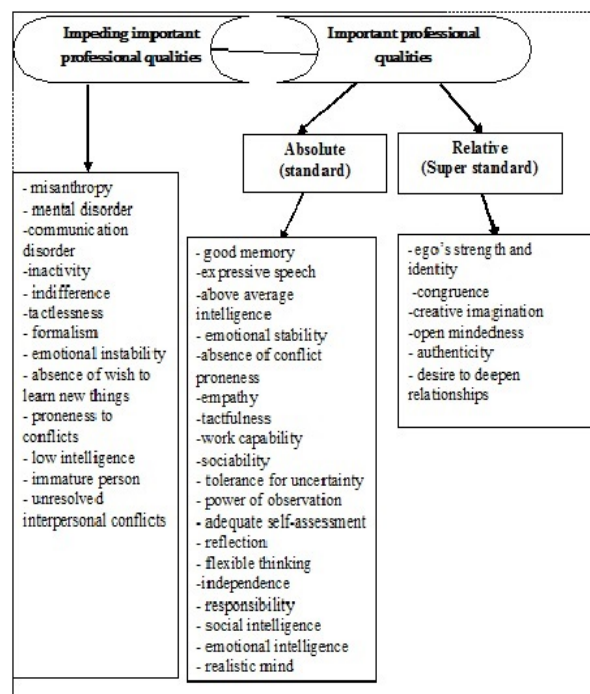 Impeding important
professional qualities
Important professional
qualities
Absolute
(standard)
Relative
(Super standard)
- misanthropy
- mental disorder
-communication
disorder
-inactivity
- indifference
-tactlessness
- formalism
- emotional instability
- absence of wish to
learn new things
- proneness to
conflicts
- low intelligence
- immature person
- unresolved
interpersonal conflicts
- good memory
-expressive speech
-above average
intelligence
- emotional stability
-absence of conflict
proneness
-empathy
-tactfulness
-work capability
-sociability
- tolerance for uncertainty
- power of observation
- adequate self-assessment
- reflection
- flexible thinking
-independence
- responsibility
- social intelligence
- emotional intelligence
- realistic mind
- ego's strength and
identity
-congruence
-creative imagination
-open mindedness
- authenticity
- desire to deepen
relationships